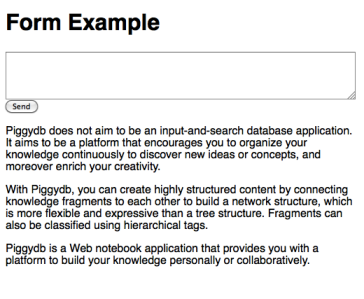 Form Example
Send
Piggydb does not aim to be an input-and-search database application.
It aims to be a platform that encourages you to organize your
knowledge continuously to discover new ideas or concepts, and
moreover enrich your creativity.
With Piggydb, you can create highly structured content by connecting
knowledge fragments to each other to build a network structure, which
is more flexible and expressive than a tree structure. Fragments can
also be classified using hierarchical tags.
Piggydb is a Web notebook application that provides you with a
platform to build your knowledge personally or collaboratively.